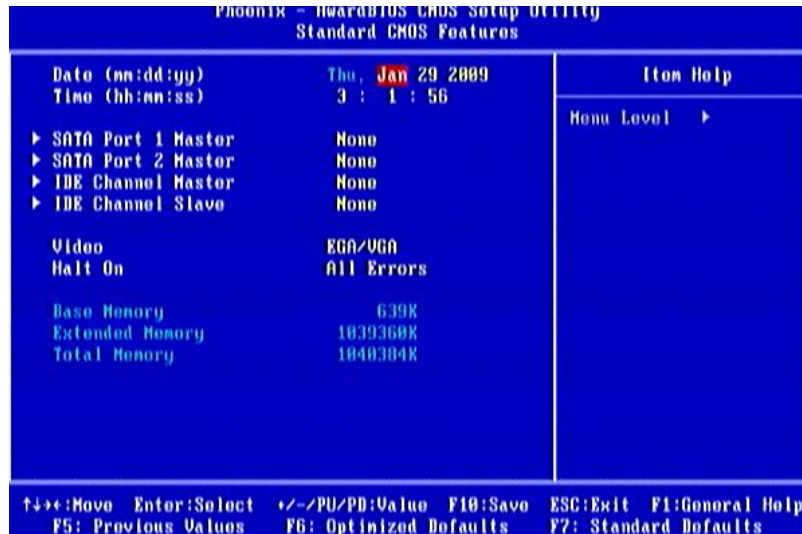 Phoenix - AwardBIOS CMOS Setup Utility
Standard CMOS Features
Date (mm:dd:yy) Thu, Jan 29 2009
Time (hh:mm:ss) 3 : 1 : 56
Item Help
Menu Level ▶
▶ SATA Port 1 Master None
▶ SATA Port 2 Master None
▶ IDE Channel Master None
▶ IDE Channel Slave None
Video EGA/VGA
Halt On All Errors
Base Memory 639K
Extended Memory 1039360K
Total Memory 1040384K
↑↓→←:Move Enter:Select +/-/PU/PD:Value F10:Save ESC:Exit F1:General Help
F5: Previous Values F6: Optimized Defaults F7: Standard Defaults